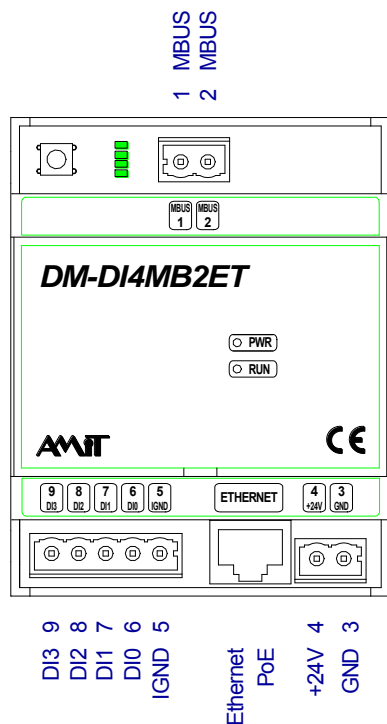 1 MBUS
2 MBUS
MBUS 1
MBUS 2
DM-DI4MB2ET
PWR
RUN
AMiT
CE
9 DI3
8 DI2
7 DI1
6 DI0
5 IGND
ETHERNET
4 +24V
3 GND
DI3 9
DI2 8
DI1 7
DI0 6
IGND 5
Ethernet
PoE
+24V 4
GND 3